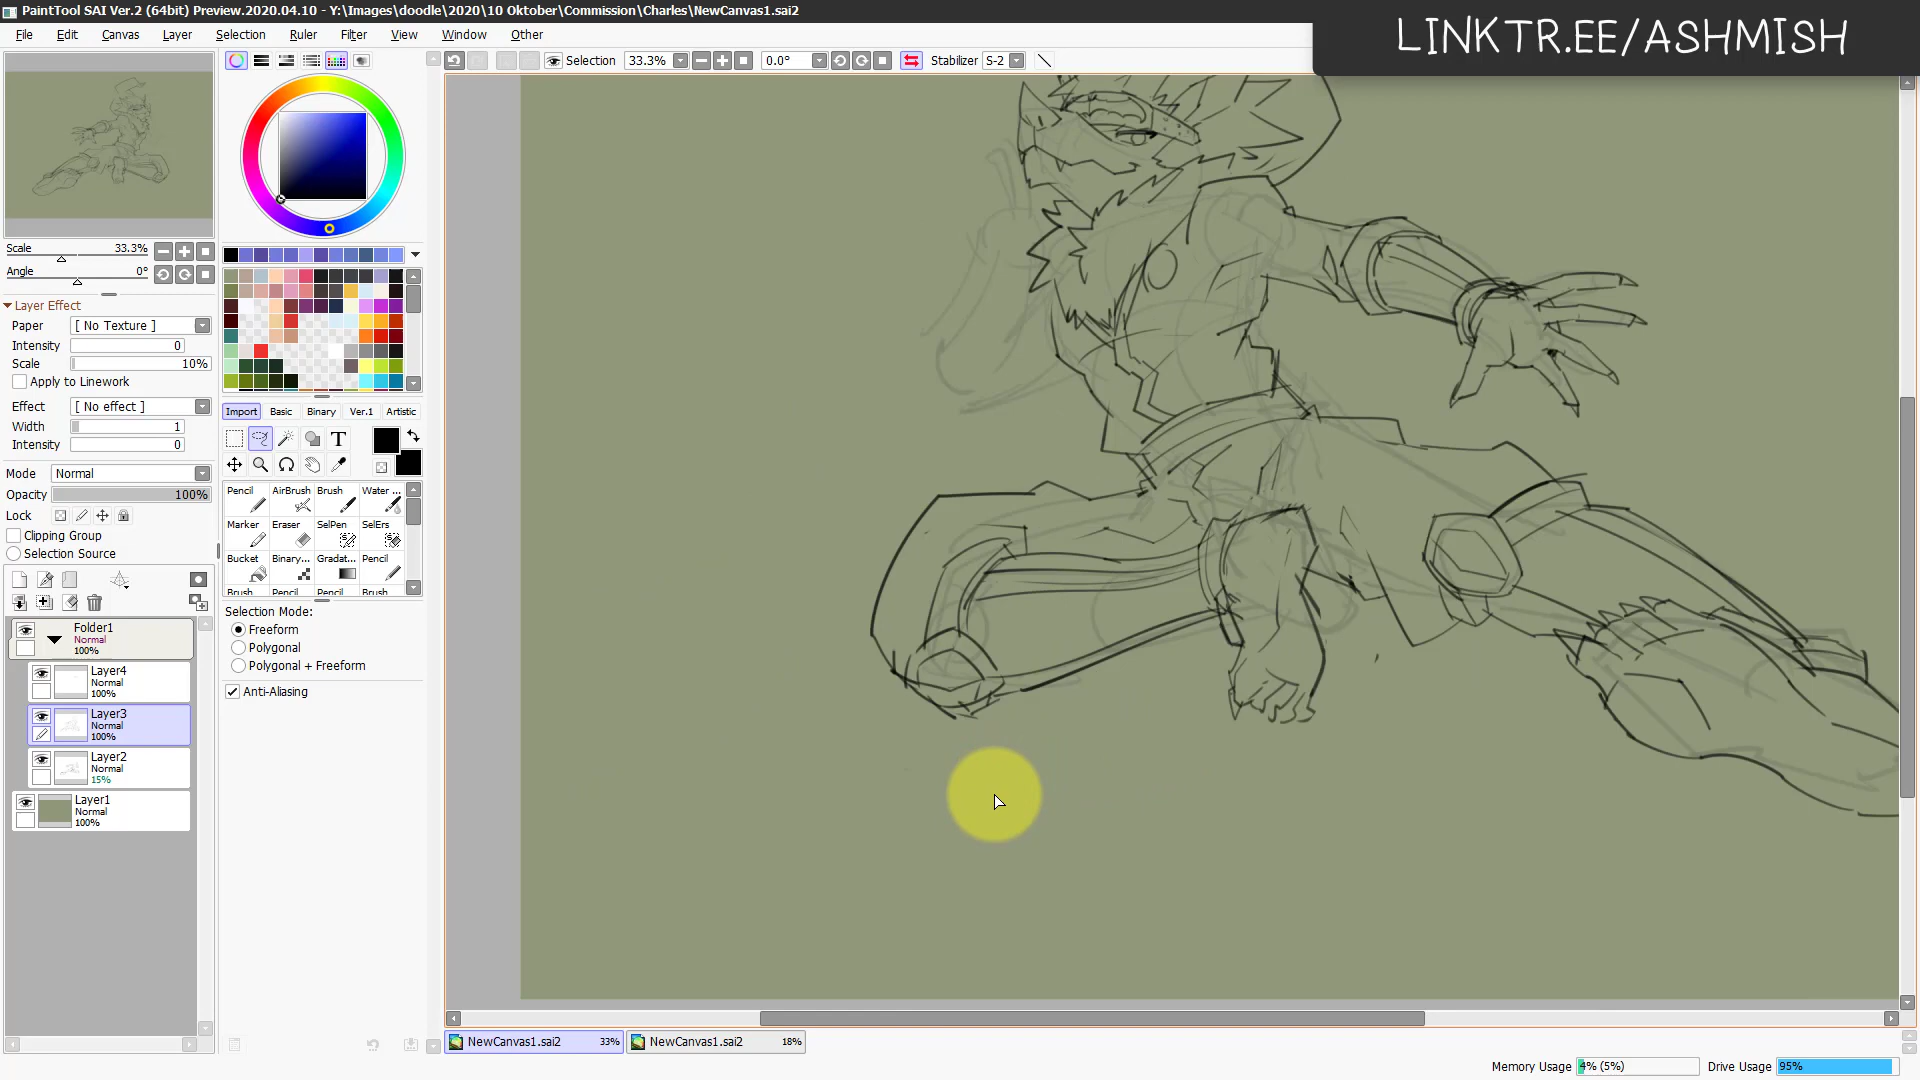 PaintTool SAI Ver.2 (64bit) Preview.2020.04.10 - Y:\Images\doodle\2020\10 Oktober\Commission\Charles\NewCanvas1.sai2
LINKTR.EE/ASHMISH
File Edit Canvas Layer Selection Ruler Filter View Window Other
Selection 33.3% 0.0° Stabilizer S-2
Scale 33.3%
Angle 0°
Layer Effect
Paper [ No Texture ]
Intensity 0
Scale 10%
Apply to Linework
Effect [ No effect ]
Width 1
Intensity 0
Mode Normal
Opacity 100%
Lock
Clipping Group
Selection Source
Folder1
Normal
100%
Layer4
Normal
100%
Layer3
Normal
100%
Layer2
Normal
15%
Layer1
Normal
100%
Import Basic Binary Ver.1 Artistic
T
Pencil AirBrush Brush Water ...
Marker Eraser SelPen SelErs
Bucket Binary... Gradat... Pencil
Brush Pencil Pencil Brush
Selection Mode:
Freeform
Polygonal
Polygonal + Freeform
Anti-Aliasing
NewCanvas1.sai2 33% NewCanvas1.sai2 18%
Memory Usage 4% (5%) Drive Usage 95%